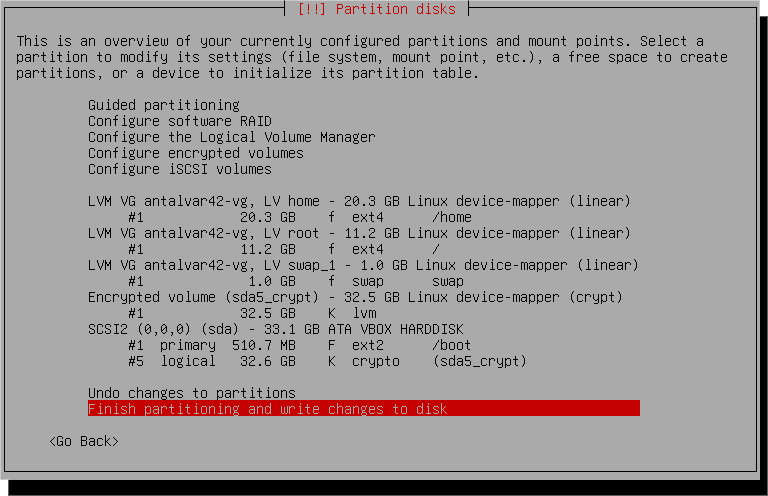 [!!] Partition disks
This is an overview of your currently configured partitions and mount points. Select a
partition to modify its settings (file system, mount point, etc.), a free space to create
partitions, or a device to initialize its partition table.
Guided partitioning
Configure software RAID
Configure the Logical Volume Manager
Configure encrypted volumes
Configure iSCSI volumes
LVM VG antalvar42-vg, LV home - 20.3 GB Linux device-mapper (linear)
#1 20.3 GB f ext4 /home
LVM VG antalvar42-vg, LV root - 11.2 GB Linux device-mapper (linear)
#1 11.2 GB f ext4 /
LVM VG antalvar42-vg, LV swap_1 - 1.0 GB Linux device-mapper (linear)
#1 1.0 GB f swap swap
Encrypted volume (sda5_crypt) - 32.5 GB Linux device-mapper (crypt)
#1 32.5 GB K lvm
SCSI2 (0,0,0) (sda) - 33.1 GB ATA VBOX HARDDISK
#1 primary 510.7 MB F ext2 /boot
#5 logical 32.6 GB K crypto (sda5_crypt)
Undo changes to partitions
Finish partitioning and write changes to disk
<Go Back>